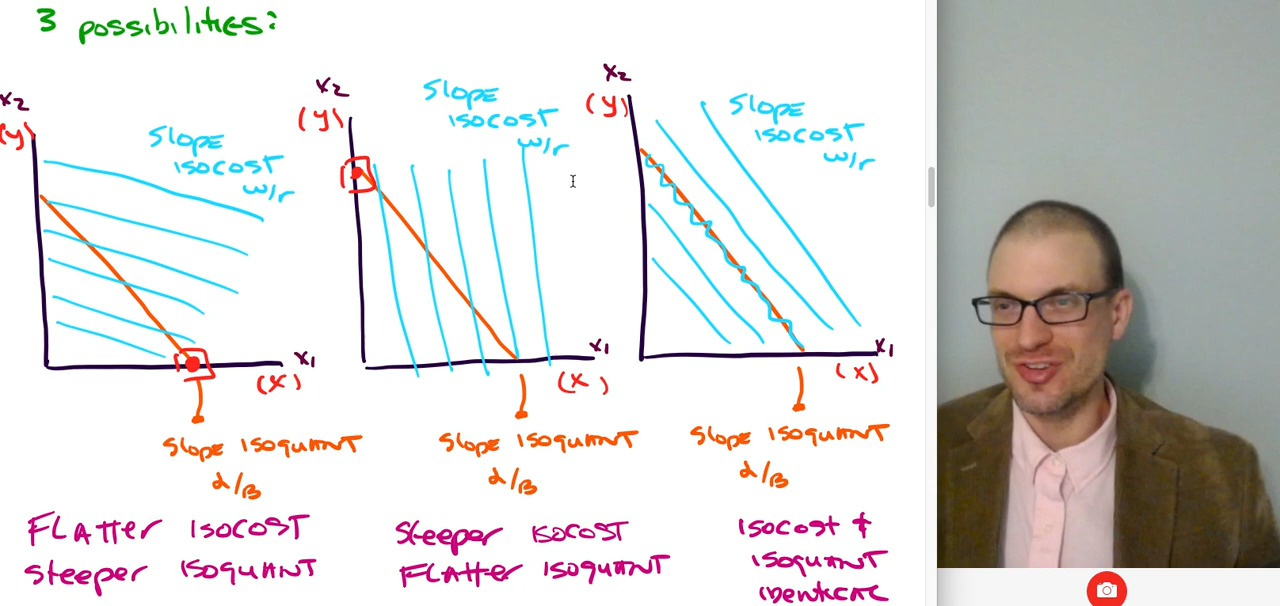 3 possibilities:
x2
(y)
SLOPE
ISOCOST
w/r
x1
(x)
SLOPE ISOQUANT
α/β
FLATTER ISOCOST
STEEPER ISOQUANT
x2
(y)
SLOPE
ISOCOST
w/r
x1
(x)
SLOPE ISOQUANT
α/β
STEEPER ISOCOST
FLATTER ISOQUANT
x2
(y)
SLOPE
ISOCOST
w/r
x1
(x)
SLOPE ISOQUANT
α/β
ISOCOST &
ISOQUANT